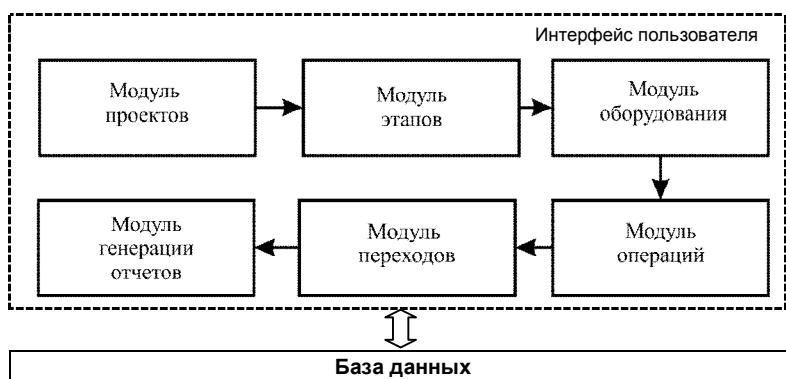 Интерфейс пользователя
Модуль
проектов
Модуль
этапов
Модуль
оборудования
Модуль
генерации
отчетов
Модуль
переходов
Модуль
операций
База данных